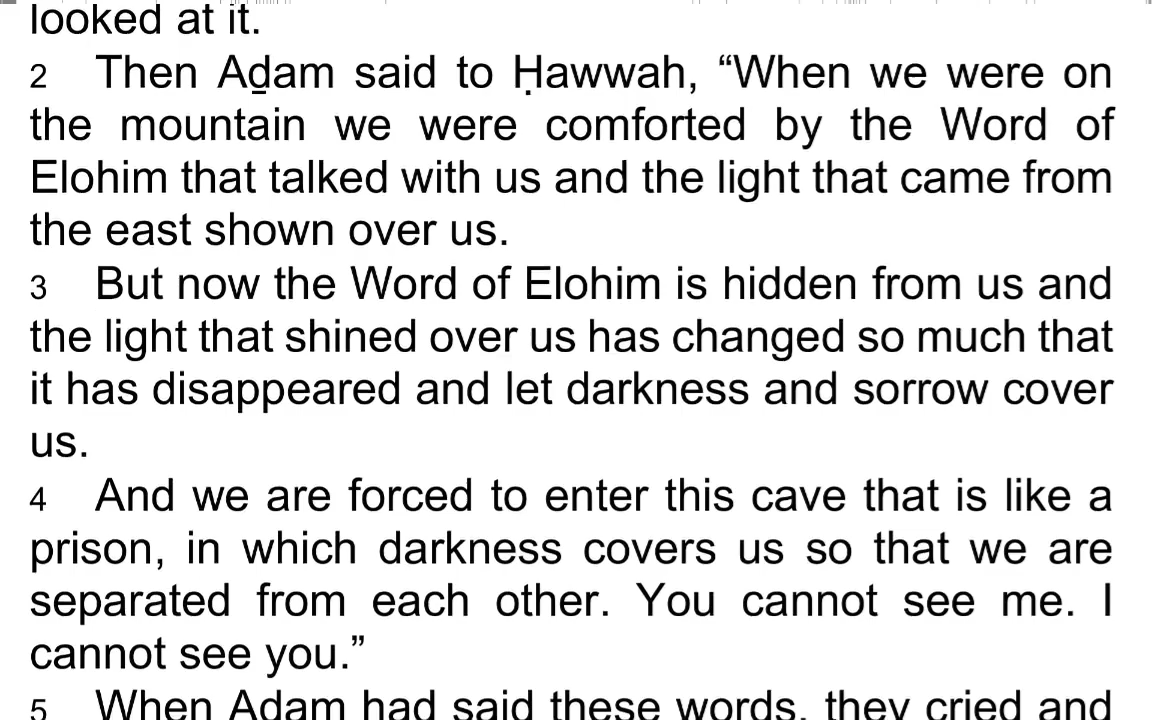 looked at it.
2 Then Aḏam said to Ḥawwah, “When we were on
the mountain we were comforted by the Word of
Elohim that talked with us and the light that came from
the east shown over us.
3 But now the Word of Elohim is hidden from us and
the light that shined over us has changed so much that
it has disappeared and let darkness and sorrow cover
us.
4 And we are forced to enter this cave that is like a
prison, in which darkness covers us so that we are
separated from each other. You cannot see me. I
cannot see you.”
5 When Aḏam had said these words, they cried and